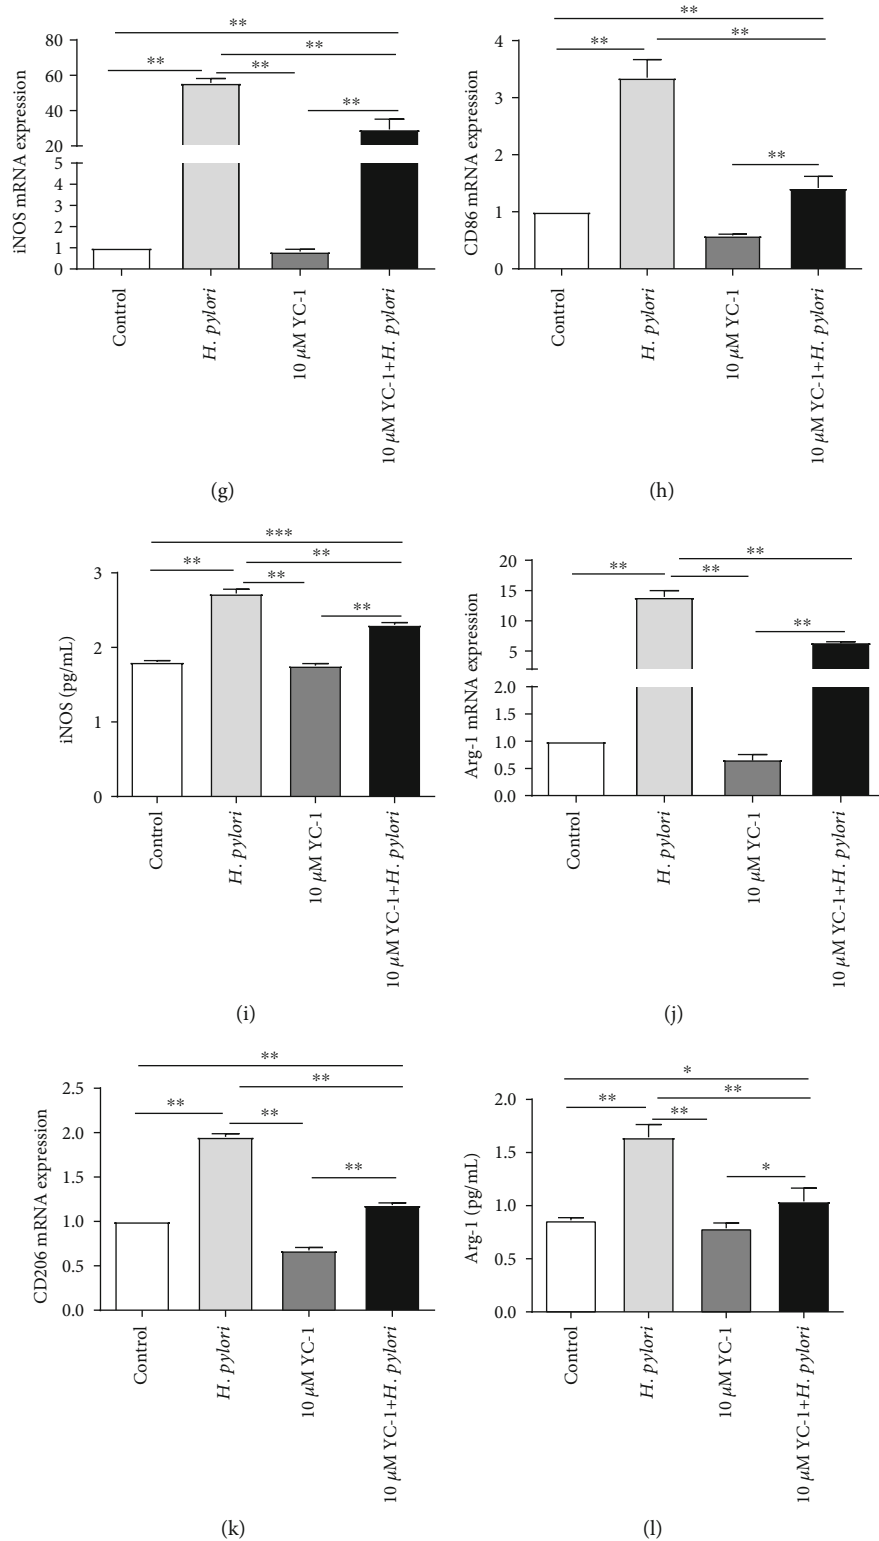 **
**
**
**
**
80
60
40
20
5
4
3
2
1
0
iNOS mRNA expression
Control
H. pylori
10 μM YC-1
10 μM YC-1+H. pylori
(g)
**
**
**
**
4
3
2
1
0
CD86 mRNA expression
Control
H. pylori
10 μM YC-1
10 μM YC-1+H. pylori
(h)
***
**
**
**
**
3
2
1
0
iNOS (pg/mL)
Control
H. pylori
10 μM YC-1
10 μM YC-1+H. pylori
(i)
**
**
**
**
20
15
10
5
2.0
1.5
1.0
0.5
0.0
Arg-1 mRNA expression
Control
H. pylori
10 μM YC-1
10 μM YC-1+H. pylori
(j)
**
**
**
**
**
2.5
2.0
1.5
1.0
0.5
0.0
CD206 mRNA expression
Control
H. pylori
10 μM YC-1
10 μM YC-1+H. pylori
(k)
*
**
**
**
*
2.0
1.5
1.0
0.5
0.0
Arg-1 (pg/mL)
Control
H. pylori
10 μM YC-1
10 μM YC-1+H. pylori
(l)